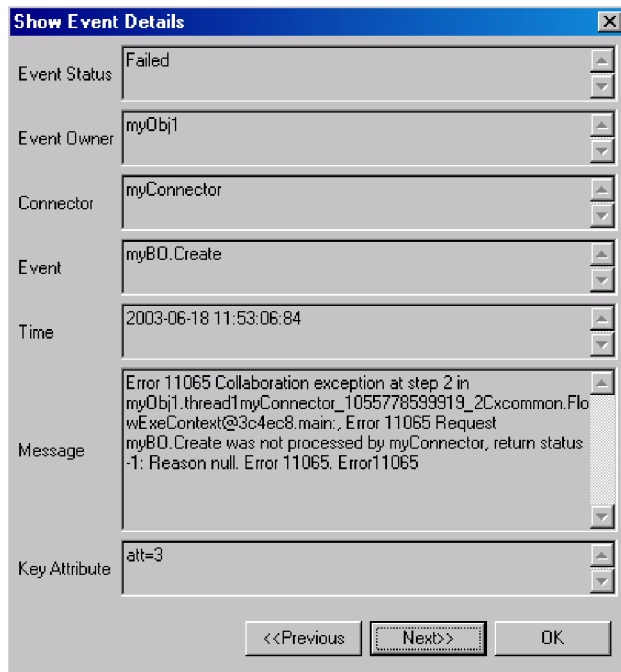 Show Event Details
Event Status
Failed
Event Owner
myObj1
Connector
myConnector
Event
myBO.Create
Time
2003-06-18 11:53:06:84
Message
Error 11065 Collaboration exception at step 2 in
myObj1.thread1myConnector_1055778599919_2Cxcommon.Flo
wExeContext@3c4ec8.main:, Error 11065 Request
myBO.Create was not processed by myConnector, return status
-1: Reason null. Error 11065. Error11065
Key Attribute
att=3
<<Previous
Next>>
OK